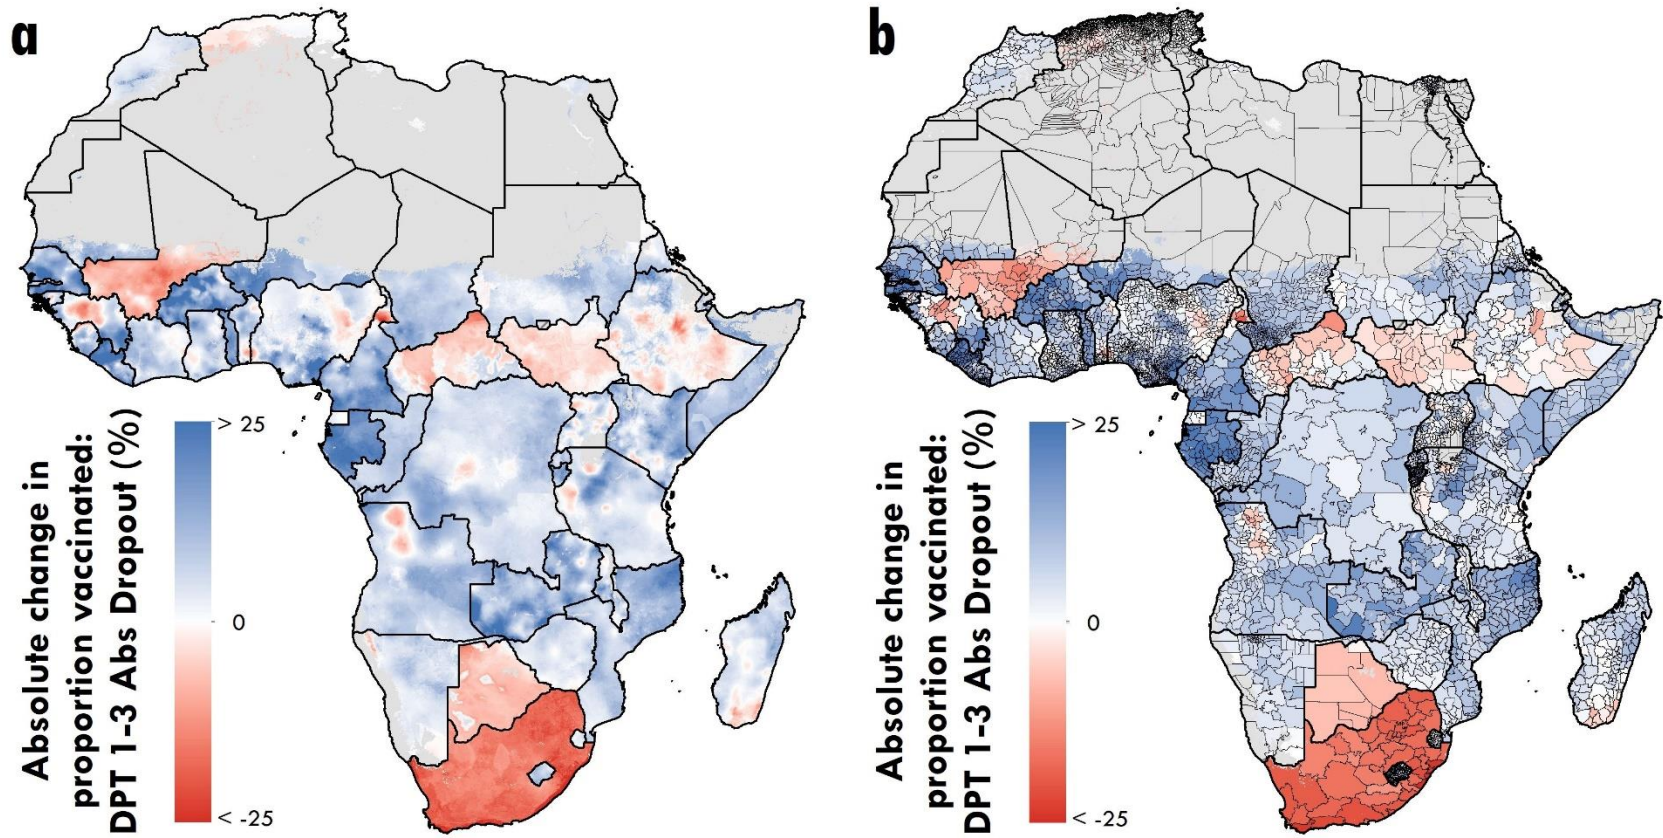 a
Absolute change in
proportion vaccinated:
DPT 1-3 Abs Dropout (%)
> 25
0
< -25
b
Absolute change in
proportion vaccinated:
DPT 1-3 Abs Dropout (%)
> 25
0
< -25